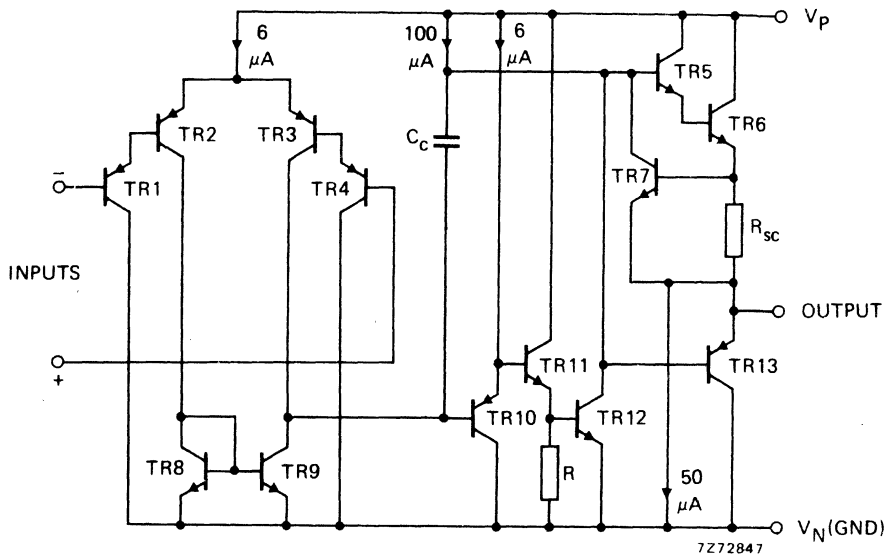 6
μA
100
μA
6
μA
V_P
TR5
TR2
TR3
TR6
C_c
TR1
TR4
TR7
R_sc
INPUTS
OUTPUT
TR11
TR13
TR10
TR12
TR8
TR9
R
50
μA
V_N(GND)
7Z72847
−
+